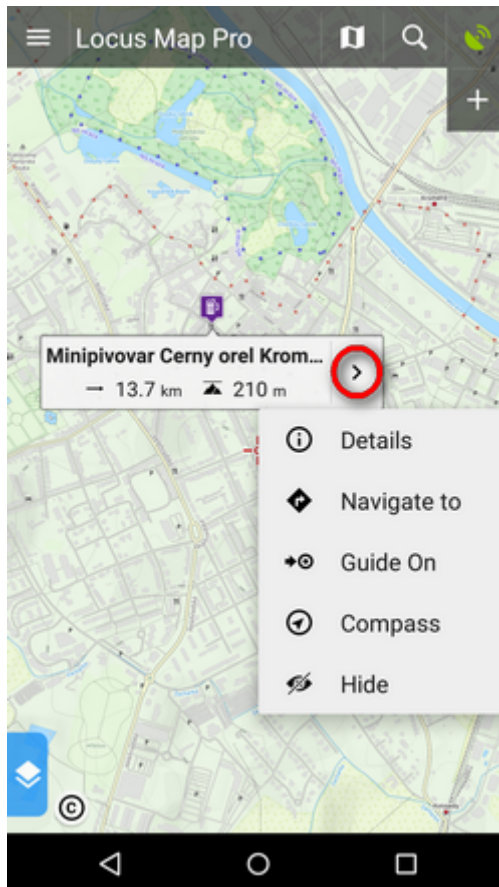 Locus Map Pro
Minipivovar Cerny orel Krom...
13.7 km 210 m
Details
Navigate to
Guide On
Compass
Hide
©